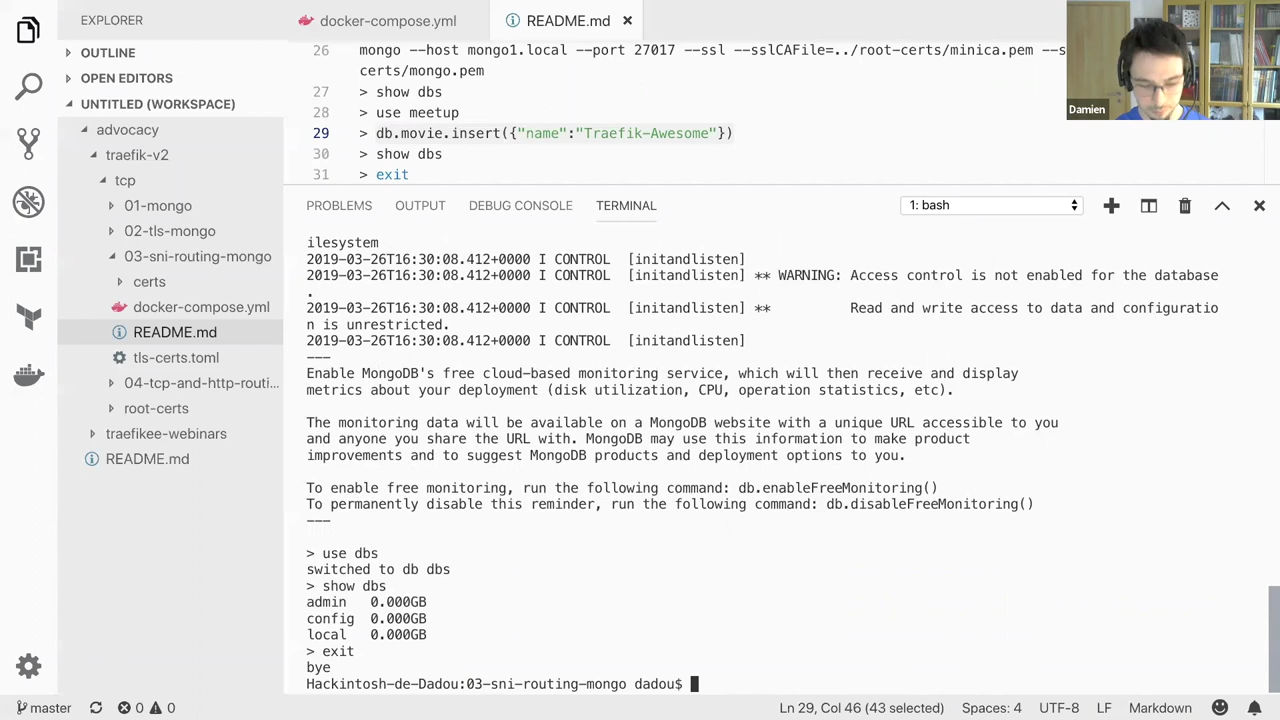 EXPLORER
docker-compose.yml
README.md
OUTLINE
OPEN EDITORS
UNTITLED (WORKSPACE)
advocacy
traefik-v2
tcp
01-mongo
02-tls-mongo
03-sni-routing-mongo
certs
docker-compose.yml
README.md
tls-certs.toml
04-tcp-and-http-routi...
root-certs
traefikee-webinars
README.md
26 mongo --host mongo1.local --port 27017 --ssl --sslCAFile=../root-certs/minica.pem --s
certs/mongo.pem
27 > show dbs
28 > use meetup
29 > db.movie.insert({"name":"Traefik-Awesome"})
30 > show dbs
31 > exit
Damien
PROBLEMS OUTPUT DEBUG CONSOLE TERMINAL
1: bash
ilesystem
2019-03-26T16:30:08.412+0000 I CONTROL  [initandlisten]
2019-03-26T16:30:08.412+0000 I CONTROL  [initandlisten] ** WARNING: Access control is not enabled for the database
.
2019-03-26T16:30:08.412+0000 I CONTROL  [initandlisten] **          Read and write access to data and configuratio
n is unrestricted.
2019-03-26T16:30:08.412+0000 I CONTROL  [initandlisten]
---
Enable MongoDB's free cloud-based monitoring service, which will then receive and display
metrics about your deployment (disk utilization, CPU, operation statistics, etc).
The monitoring data will be available on a MongoDB website with a unique URL accessible to you
and anyone you share the URL with. MongoDB may use this information to make product
improvements and to suggest MongoDB products and deployment options to you.
To enable free monitoring, run the following command: db.enableFreeMonitoring()
To permanently disable this reminder, run the following command: db.disableFreeMonitoring()
---
> use dbs
switched to db dbs
> show dbs
admin   0.000GB
config  0.000GB
local   0.000GB
> exit
bye
Hackintosh-de-Dadou:03-sni-routing-mongo dadou$
master 0 0 Ln 29, Col 46 (43 selected) Spaces: 4 UTF-8 LF Markdown